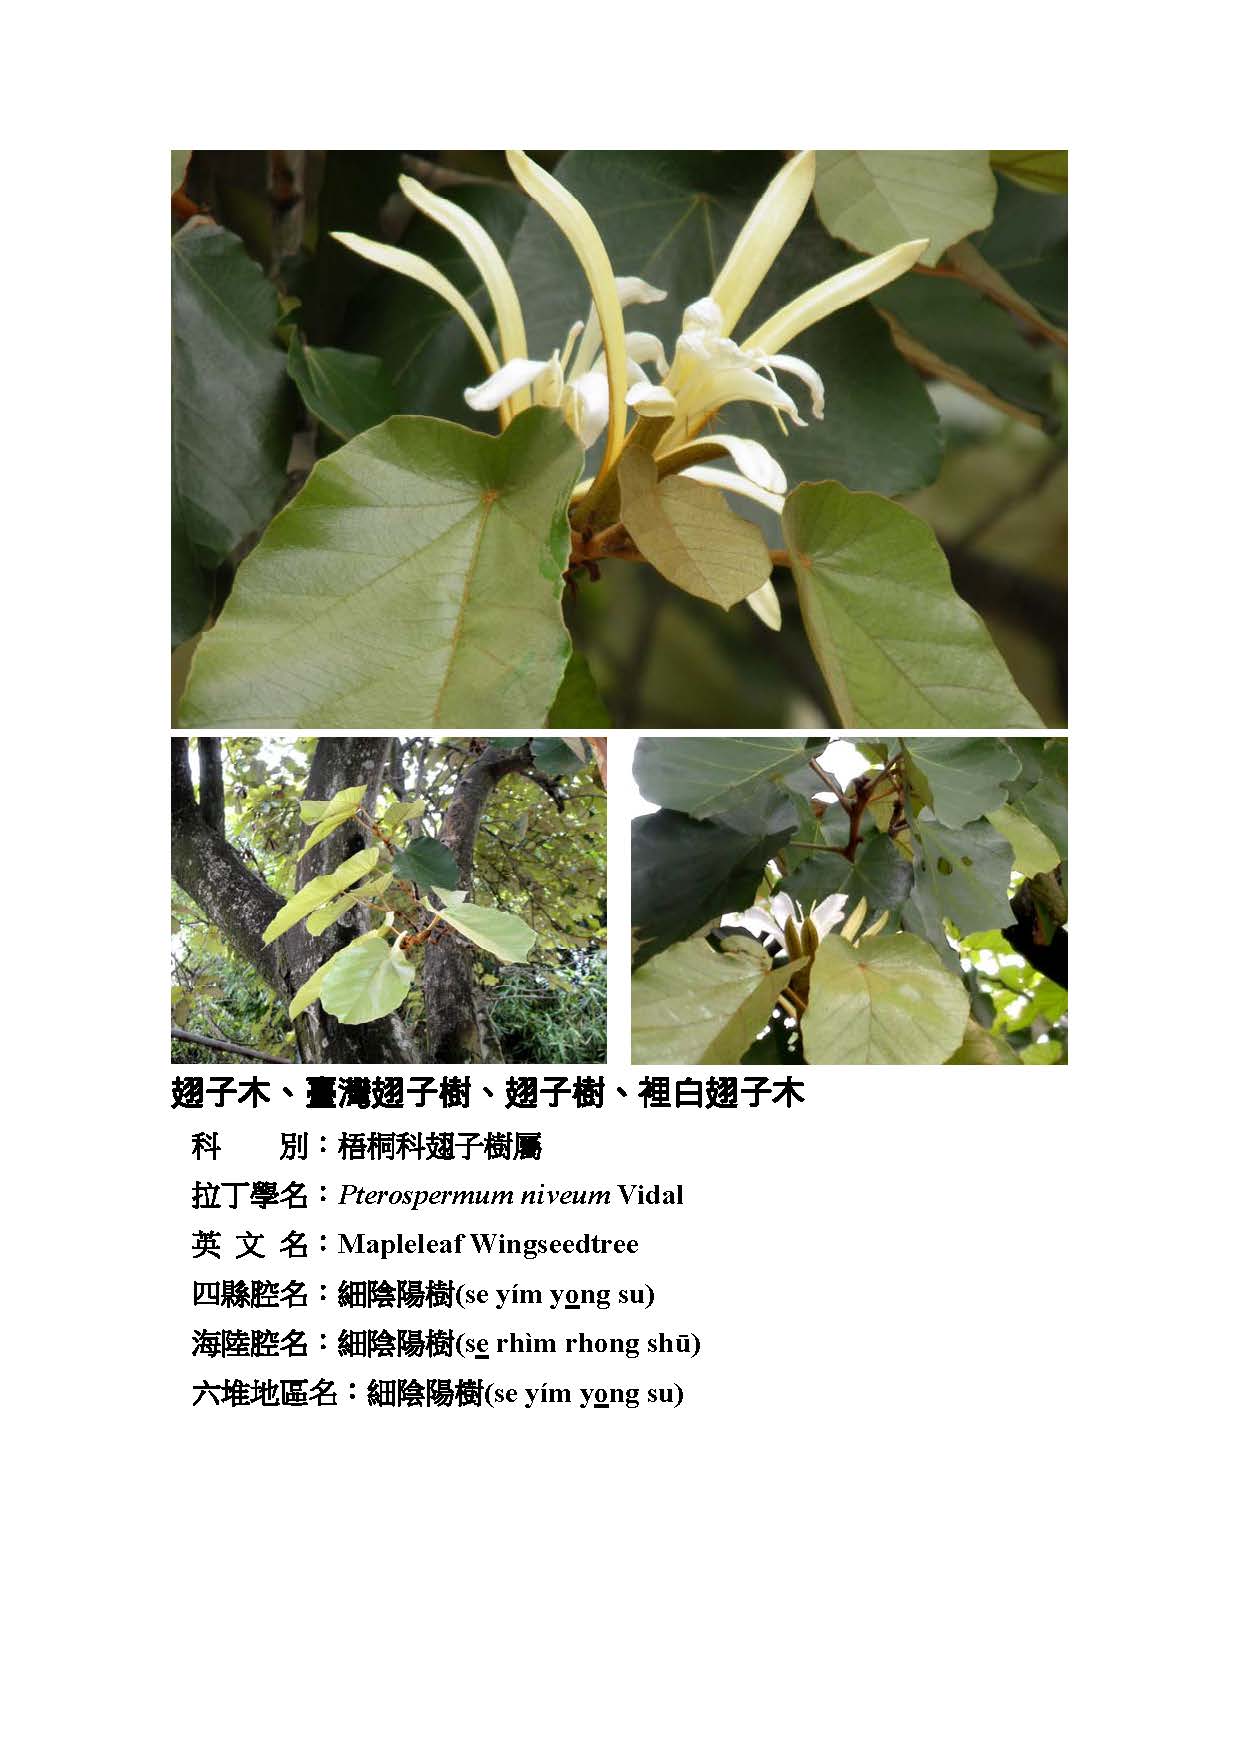 翅子木、臺灣翅子樹、翅子樹、裡白翅子木
科　　別：梧桐科翅子樹屬
拉丁學名：Pterospermum niveum Vidal
英 文 名：Mapleleaf Wingseedtree
四縣腔名：細陰陽樹(se yím yong su)
海陸腔名：細陰陽樹(se rhìm rhong shū)
六堆地區名：細陰陽樹(se yím yong su)